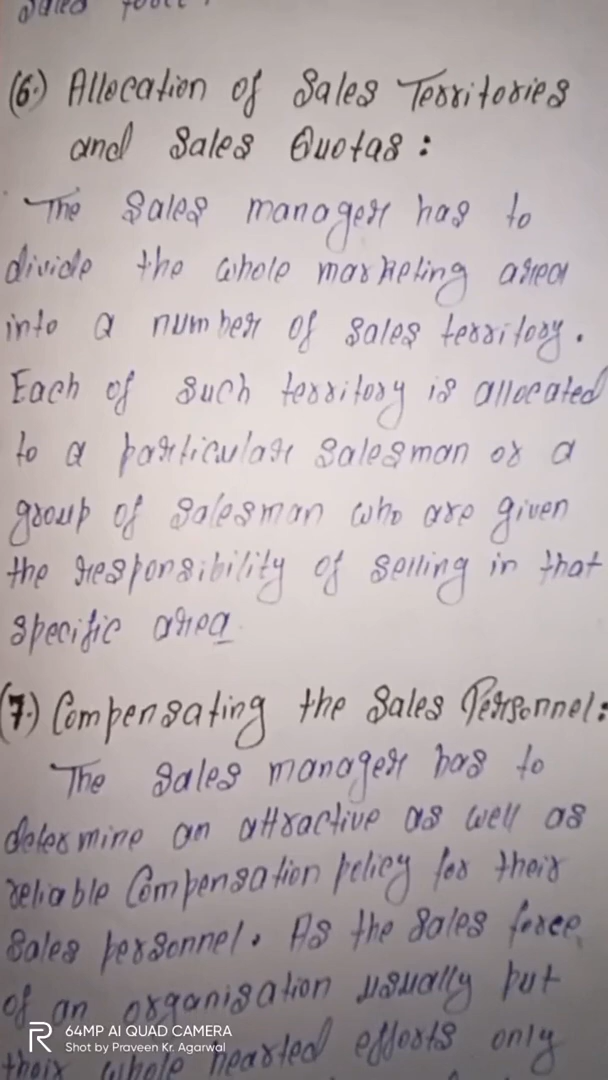 Sales force.
(6.) Allocation of Sales Territories
and Sales Quotas :
The Sales manager has to
divide the whole marketing area
into a number of sales territory.
Each of such territory is allocated
to a particular salesman or a
group of salesman who are given
the responsibility of selling in that
specific area
(7.) Compensating the Sales Personnel:
The Sales manager has to
determine an attractive as well as
reliable Compensation policy for their
Sales personnel. As the Sales force
of an organisation usually put
their whole hearted efforts only
R 64MP AI QUAD CAMERA
Shot by Praveen Kr. Agarwal